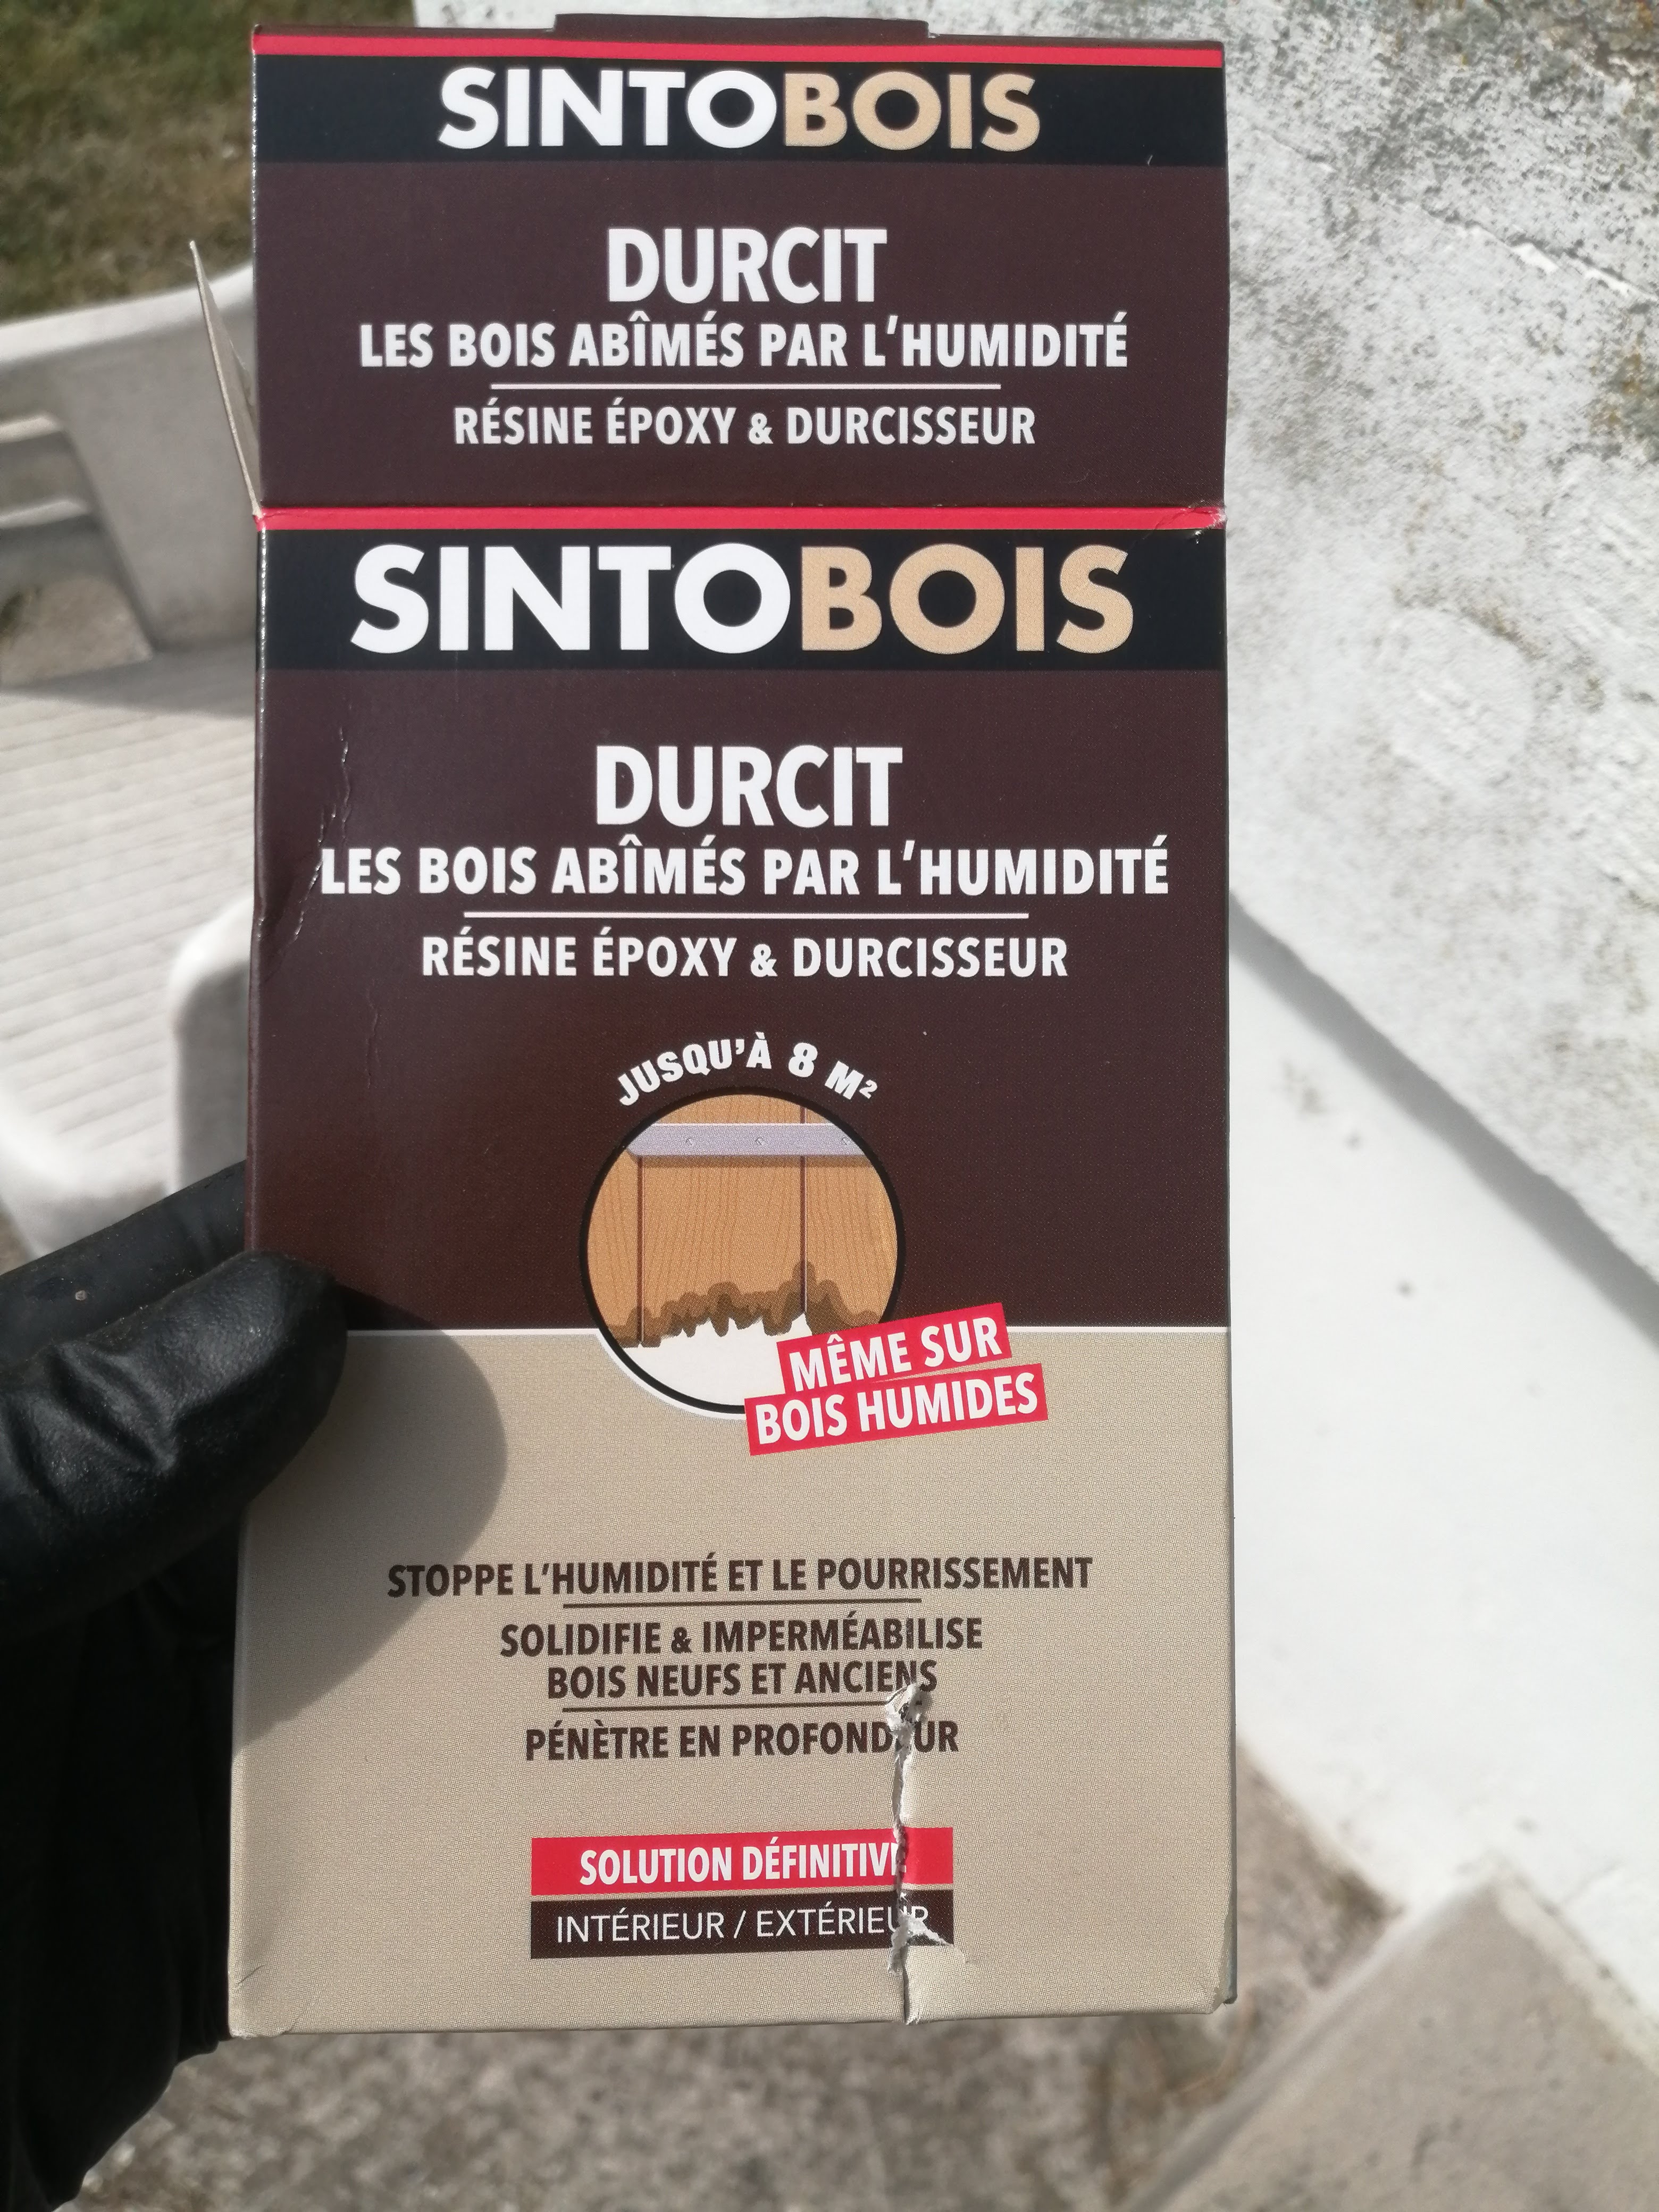 SINTOBOIS
DURCIT
LES BOIS ABÎMÉS PAR L'HUMIDITÉ
RÉSINE ÉPOXY & DURCISSEUR
SINTOBOIS
DURCIT
LES BOIS ABÎMÉS PAR L'HUMIDITÉ
RÉSINE ÉPOXY & DURCISSEUR
JUSQU'À 8 M²
MÊME SUR
BOIS HUMIDES
STOPPE L'HUMIDITÉ ET LE POURRISSEMENT
SOLIDIFIE & IMPERMÉABILISE
BOIS NEUFS ET ANCIENS
PÉNÈTRE EN PROFONDEUR
SOLUTION DÉFINITIVE
INTÉRIEUR / EXTÉRIEUR